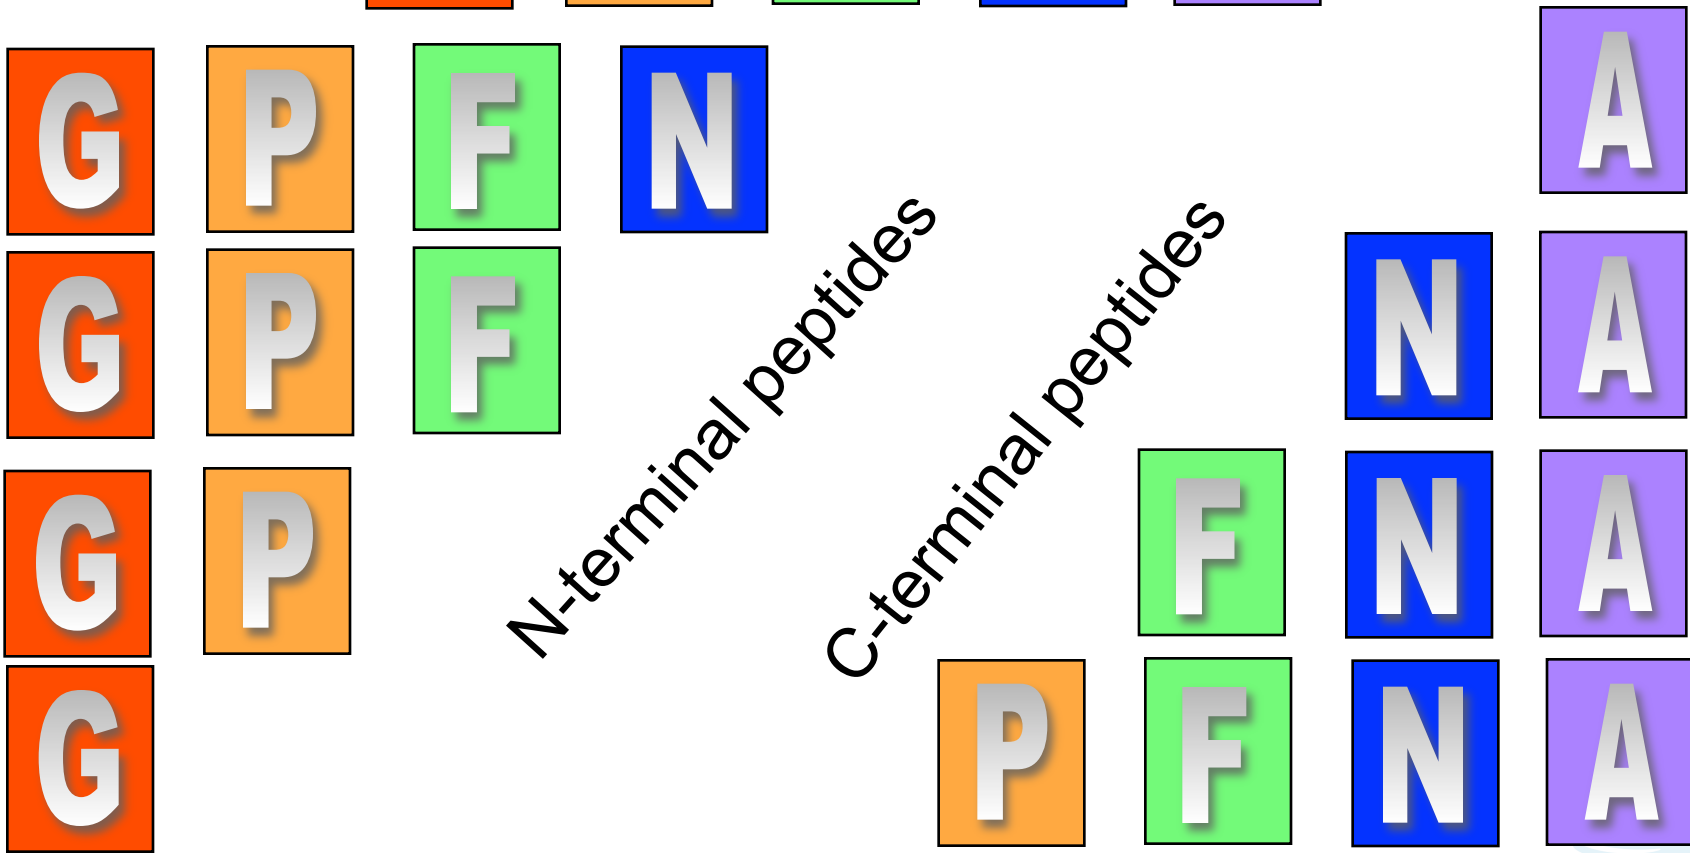 G P F N A
G P F N A
N-terminal peptides
C-terminal peptides
G P F N A
G P F N A